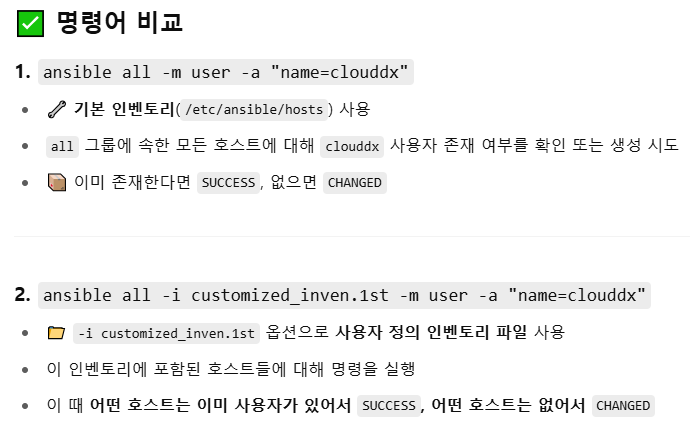 ✅ 명령어 비교
1. ansible all -m user -a "name=clouddx"
• 🔧 기본 인벤토리(/etc/ansible/hosts) 사용
• all 그룹에 속한 모든 호스트에 대해 clouddx 사용자 존재 여부를 확인 또는 생성 시도
• 📦 이미 존재한다면 SUCCESS, 없으면 CHANGED
2. ansible all -i customized_inven.1st -m user -a "name=clouddx"
• 📁 -i customized_inven.1st 옵션으로 사용자 정의 인벤토리 파일 사용
• 이 인벤토리에 포함된 호스트들에 대해 명령을 실행
• 이 때 어떤 호스트는 이미 사용자가 있어서 SUCCESS, 어떤 호스트는 없어서 CHANGED